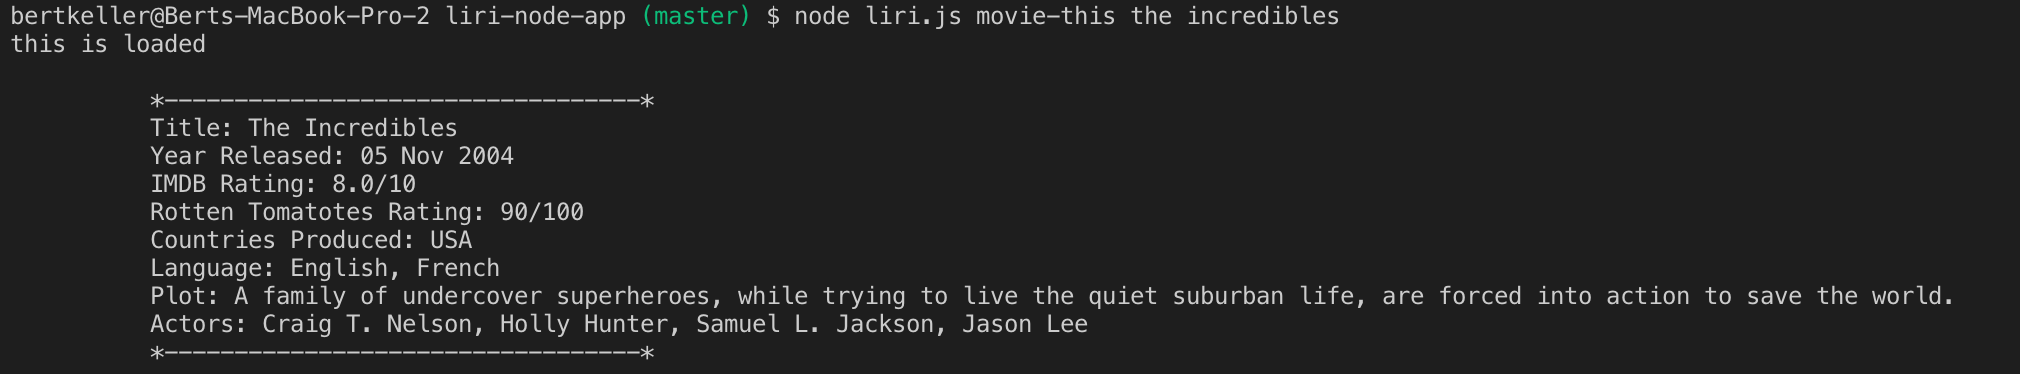 bertkeller@Berts-MacBook-Pro-2 liri-node-app (master) $ node liri.js movie-this the incredibles
this is loaded
*----------------------------------*
Title: The Incredibles
Year Released: 05 Nov 2004
IMDB Rating: 8.0/10
Rotten Tomatotes Rating: 90/100
Countries Produced: USA
Language: English, French
Plot: A family of undercover superheroes, while trying to live the quiet suburban life, are forced into action to save the world.
Actors: Craig T. Nelson, Holly Hunter, Samuel L. Jackson, Jason Lee
*----------------------------------*